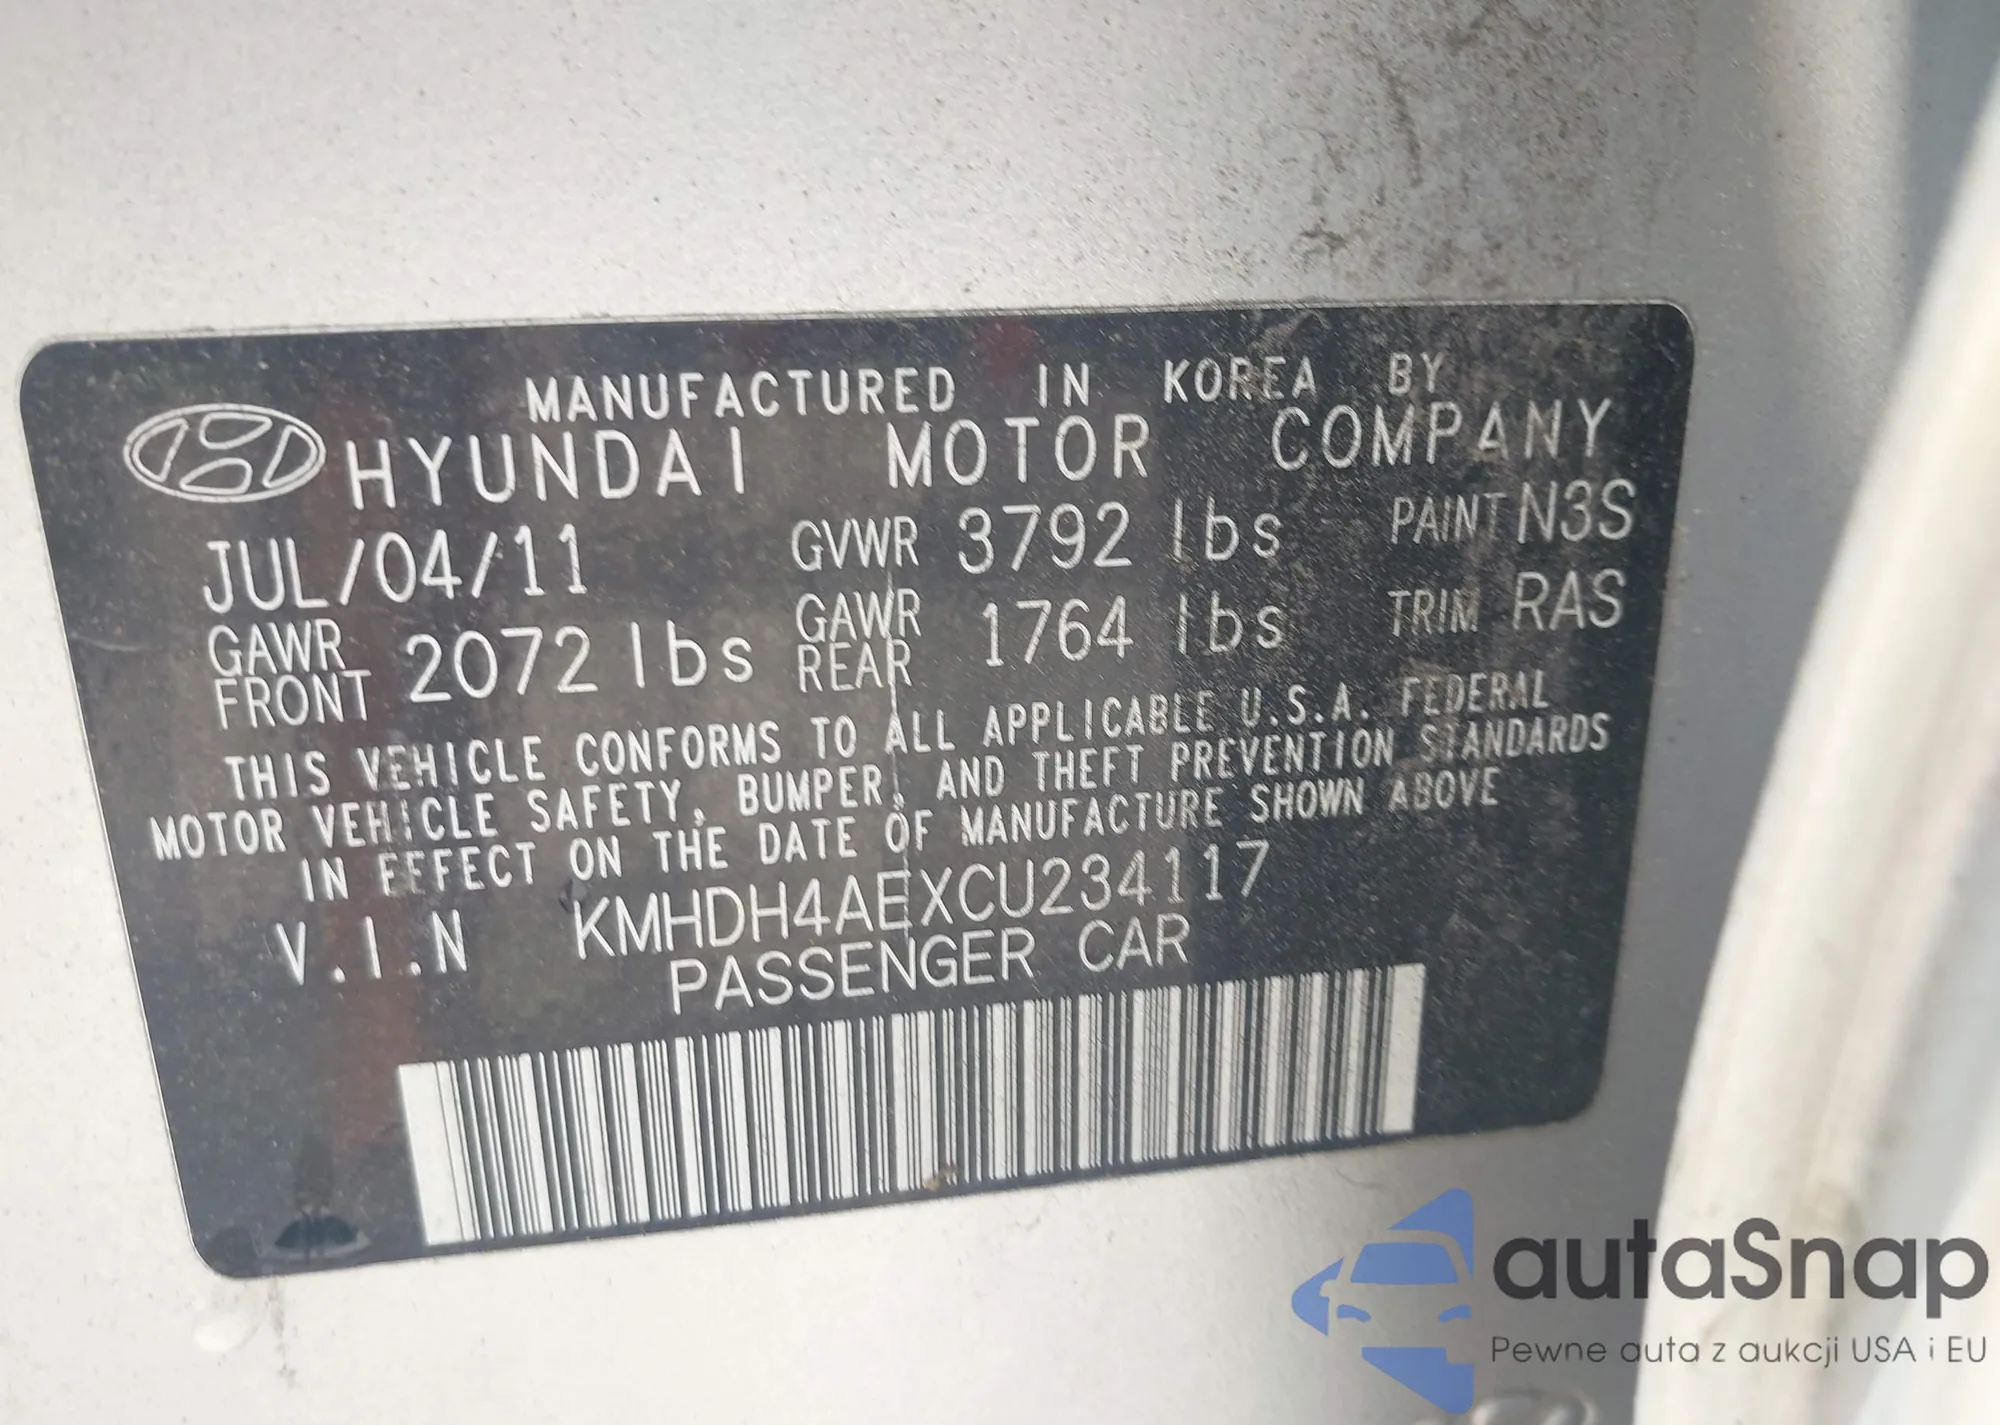 MANUFACTURED IN KOREA BY
HYUNDAI MOTOR COMPANY
JUL/04/11 GVWR 3792 lbs PAINT N3S
GAWR FRONT 2072 lbs GAWR REAR 1764 lbs TRIM RAS
THIS VEHICLE CONFORMS TO ALL APPLICABLE U.S.A. FEDERAL
MOTOR VEHICLE SAFETY, BUMPER, AND THEFT PREVENTION STANDARDS
IN EFFECT ON THE DATE OF MANUFACTURE SHOWN ABOVE
V.I.N KMHDH4AEXCU234117
PASSENGER CAR
autaSnap
Pewne auta z aukcji USA i EU